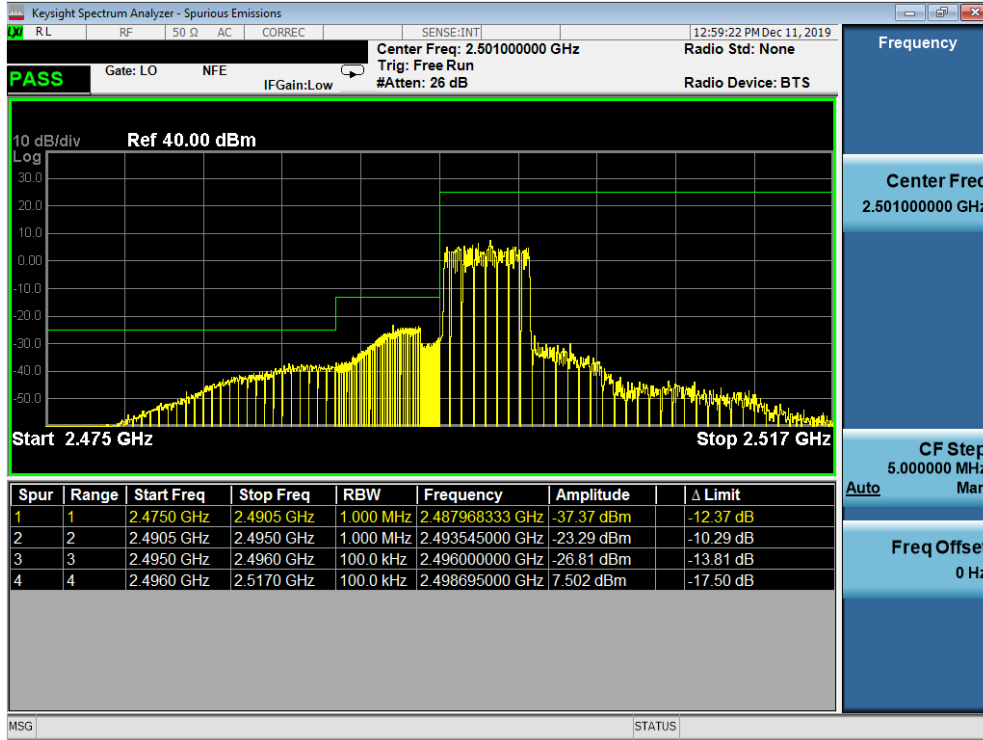 Keysight Spectrum Analyzer - Spurious Emissions
LXI RL RF 50 Ω AC CORREC SENSE:INT 12:59:22 PM Dec 11, 2019
Center Freq: 2.501000000 GHz Radio Std: None
Trig: Free Run
PASS Gate: LO NFE IFGain:Low #Atten: 26 dB Radio Device: BTS
10 dB/div Ref 40.00 dBm
Log
30.0
20.0
10.0
0.00
-10.0
-20.0
-30.0
-40.0
-50.0
Start 2.475 GHz Stop 2.517 GHz
Spur Range Start Freq Stop Freq RBW Frequency Amplitude Δ Limit
1 1 2.4750 GHz 2.4905 GHz 1.000 MHz 2.487968333 GHz -37.37 dBm -12.37 dB
2 2 2.4905 GHz 2.4950 GHz 1.000 MHz 2.493545000 GHz -23.29 dBm -10.29 dB
3 3 2.4950 GHz 2.4960 GHz 100.0 kHz 2.496000000 GHz -26.81 dBm -13.81 dB
4 4 2.4960 GHz 2.5170 GHz 100.0 kHz 2.498695000 GHz 7.502 dBm -17.50 dB
MSG STATUS
Frequency
Center Freq
2.501000000 GHz
CF Step
5.000000 MHz
Auto Man
Freq Offset
0 Hz